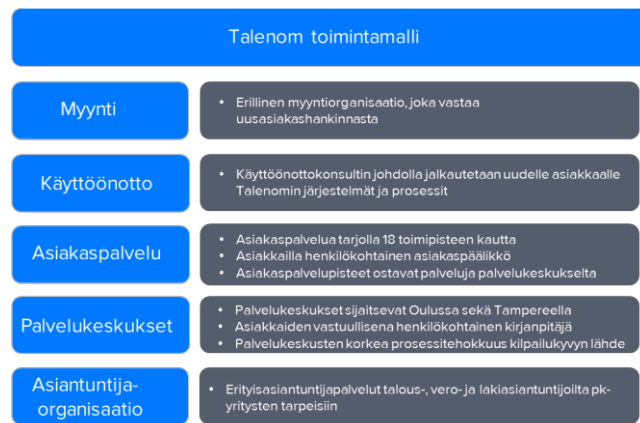 Talenom toimintamalli
Myynti
• Erillinen myyntiorganisaatio, joka vastaa
uusasiakashankinnasta
Käyttöönotto
• Käyttöönottokonsultin johdolla jalkautetaan uudelle asiakkaalle
Talenomin järjestelmät ja prosessit
Asiakaspalvelu
• Asiakaspalvelua tarjolla 18 toimipisteen kautta
• Asiakkailla henkilökohtainen asiakaspäälikkö
• Asiakaspalvelupisteet ostavat palveluja palvelukeskukselta
Palvelukeskukset
• Palvelukeskukset sijaitsevat Oulussa sekä Tampereella
• Asiakkaiden vastuullisena henkilökohtainen kirjanpitäjä
• Palvelukeskusten korkea prosessitehokkuus kilpailukyvyn lähde
Asiantuntija-
organisaatio
• Erityisasiantuntijapalvelut talous-, vero- ja lakiasiantuntijoilta pk-
yritysten tarpeisiin